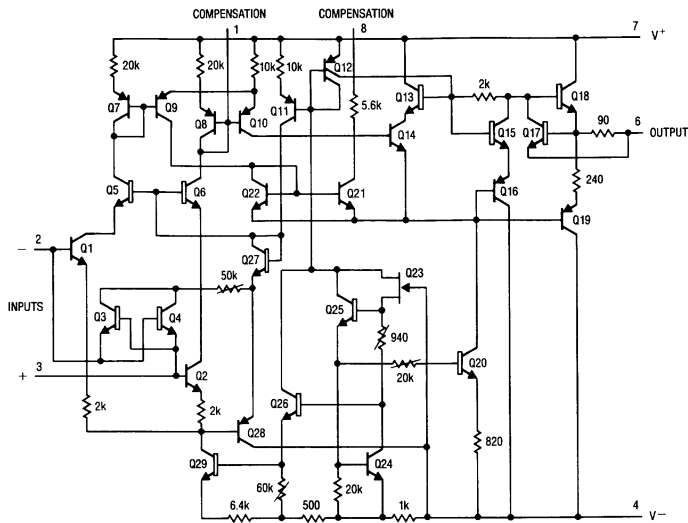 COMPENSATION COMPENSATION
1 8 7 V+
20k 20k 10k 10k Q12
Q7 Q9 Q8 Q10 Q11 5.6k Q13 2k Q18
Q14 Q15 Q17 90 6 OUTPUT
Q5 Q6 Q22 Q21 Q16 240
Q19
2 Q1
− Q27
50k Q23
INPUTS Q3 Q4 Q25
940
3
+ Q2 20k Q20
2k 2k Q26
Q28 820
Q29 Q24
60k 20k
6.4k 500 1k 4 V−